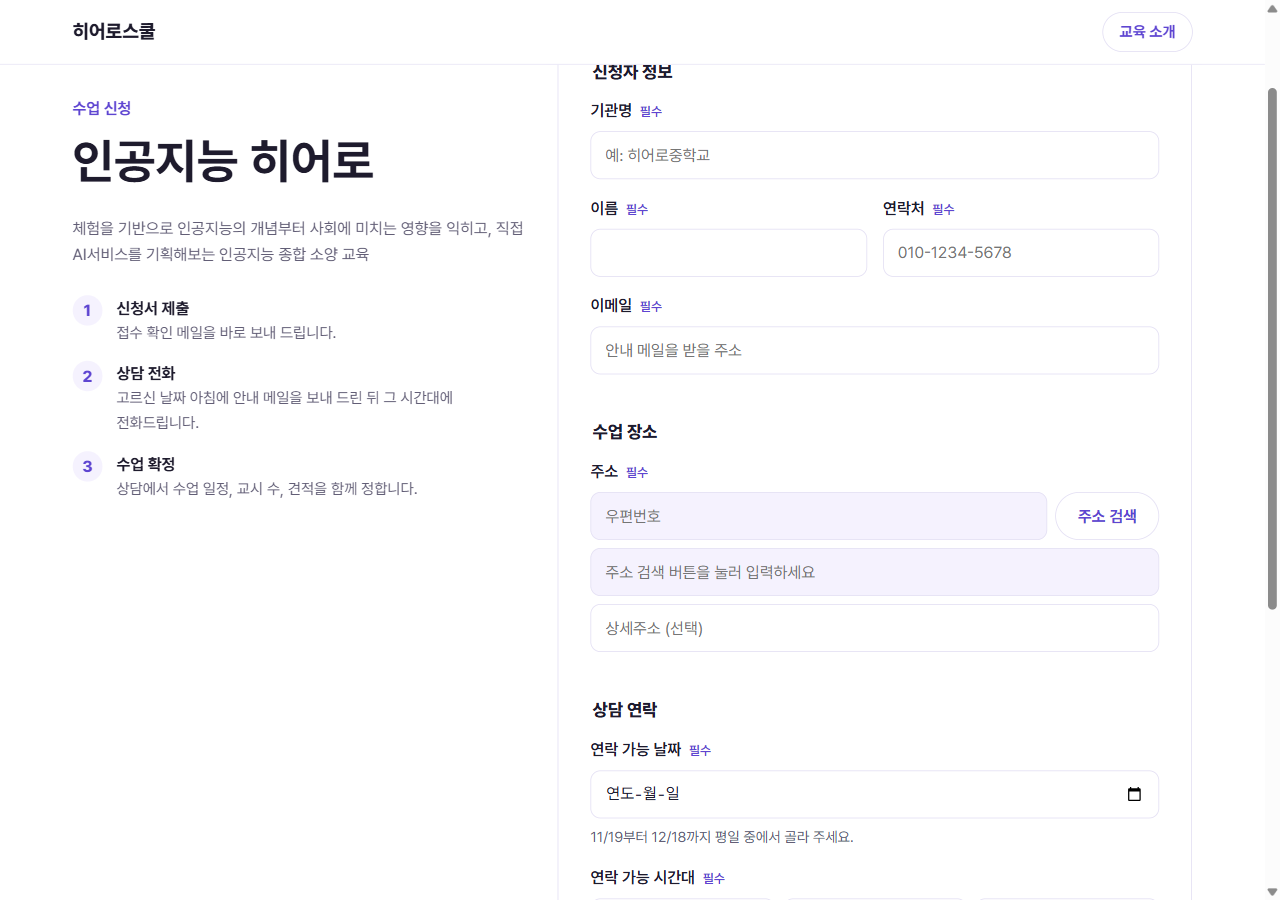 히어로스쿨
교육 소개
수업 신청
인공지능 히어로
체험을 기반으로 인공지능의 개념부터 사회에 미치는 영향을 익히고, 직접
AI서비스를 기획해보는 인공지능 종합 소양 교육
1
신청서 제출
접수 확인 메일을 바로 보내 드립니다.
2
상담 전화
고르신 날짜 아침에 안내 메일을 보내 드린 뒤 그 시간대에
전화드립니다.
3
수업 확정
상담에서 수업 일정, 교시 수, 견적을 함께 정합니다.
신청자 정보
기관명 필수
예: 히어로중학교
이름 필수
연락처 필수
010-1234-5678
이메일 필수
안내 메일을 받을 주소
수업 장소
주소 필수
우편번호
주소 검색
주소 검색 버튼을 눌러 입력하세요
상세주소 (선택)
상담 연락
연락 가능 날짜 필수
연도-월-일
11/19부터 12/18까지 평일 중에서 골라 주세요.
연락 가능 시간대 필수